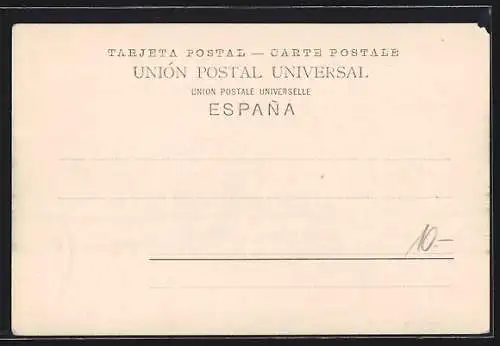 TARJETA POSTAL — CARTE POSTALE
UNIÓN POSTAL UNIVERSAL
UNION POSTALE UNIVERSELLE
ESPAÑA
10.–